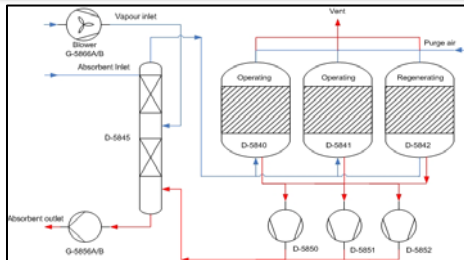 Vapour inlet
Vent
Blower
G-5866A/B
Purge air
Absorbent Inlet
Operating
Operating
Regenerating
D-5845
D-5840
D-5841
D-5842
Absorbent outlet
G-5856A/B
D-5850
D-5851
D-5852